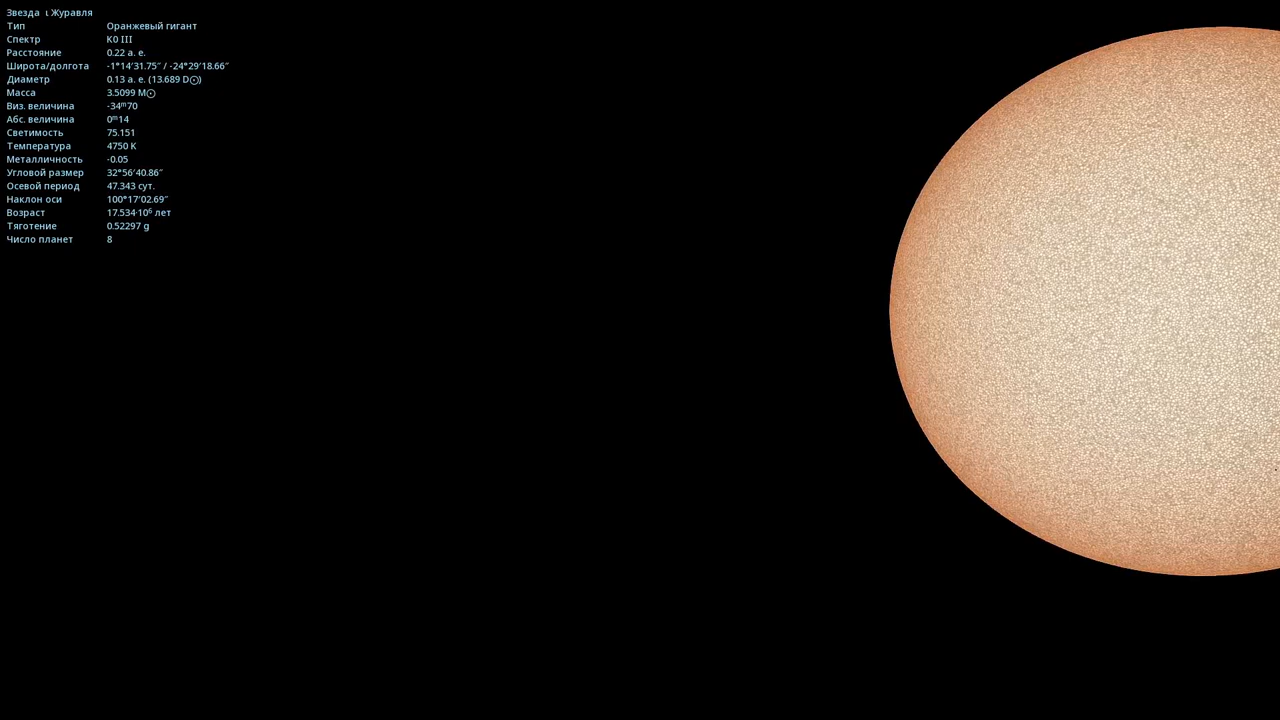 Звезда ι Журавля
Тип Оранжевый гигант
Спектр K0 III
Расстояние 0.22 а. е.
Широта/долгота -1°14′31.75″ / -24°29′18.66″
Диаметр 0.13 а. е. (13.689 D⊙)
Масса 3.5099 M⊙
Виз. величина -34ᵐ70
Абс. величина 0ᵐ14
Светимость 75.151
Температура 4750 K
Металличность -0.05
Угловой размер 32°56′40.86″
Осевой период 47.343 сут.
Наклон оси 100°17′02.69″
Возраст 17.534·10⁶ лет
Тяготение 0.52297 g
Число планет 8